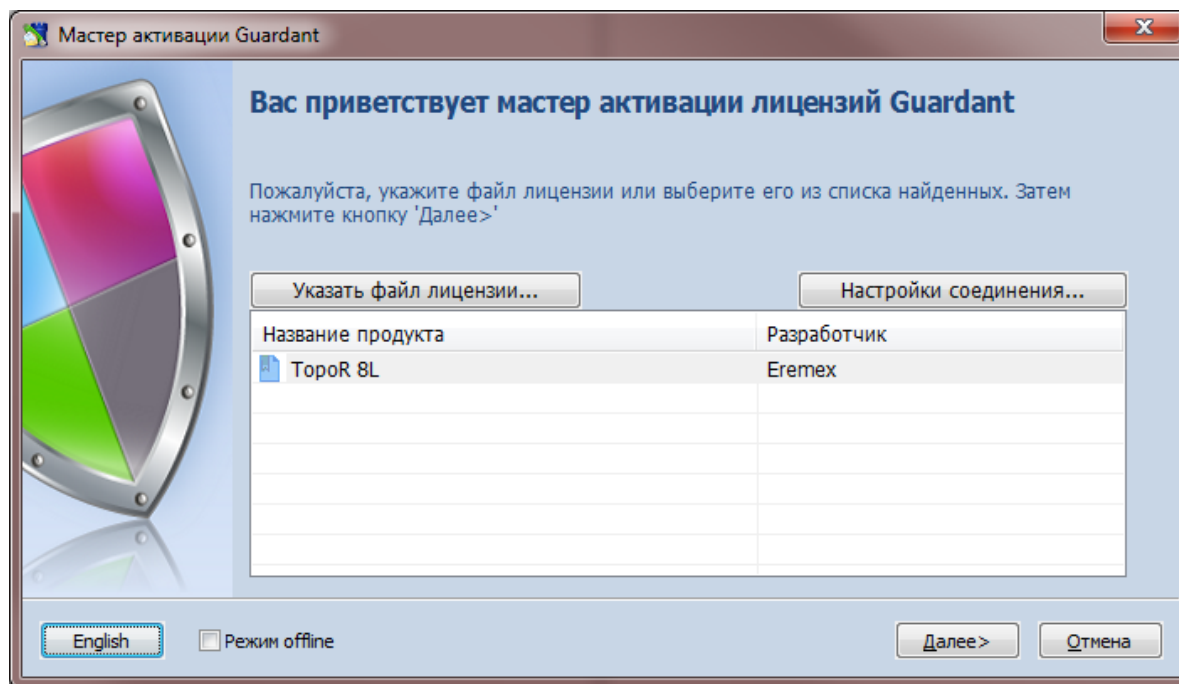 Мастер активации Guardant
Вас приветствует мастер активации лицензий Guardant
Пожалуйста, укажите файл лицензии или выберите его из списка найденных. Затем
нажмите кнопку 'Далее>'
Указать файл лицензии... Настройки соединения...
Название продукта Разработчик
TopoR 8L Eremex
English Режим offline Далее> Отмена